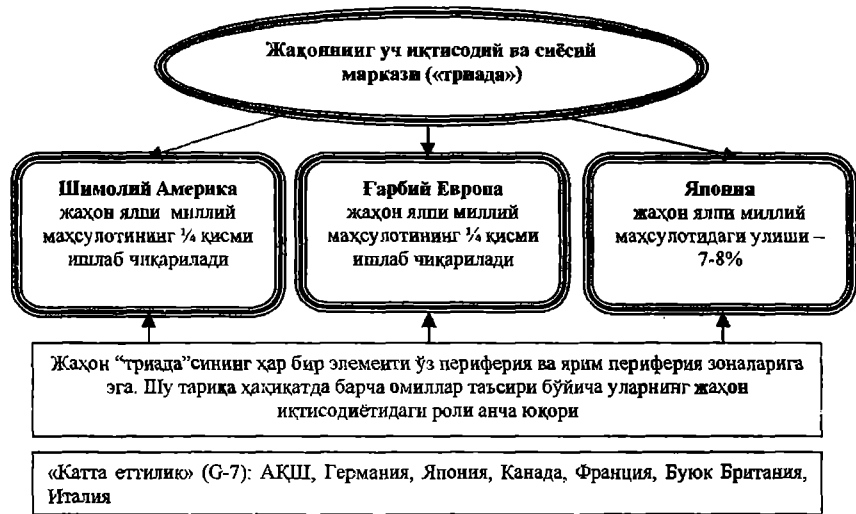 Жаҳоннинг уч иқтисодий ва сиёсий
маркази («триада»)
Шимолий Америка
жаҳон ялпи миллий
маҳсулотининг ¼ қисми
ишлаб чиқарилади
Ғарбий Европа
жаҳон ялпи миллий
маҳсулотининг ¼ қисми
ишлаб чиқарилади
Япония
жаҳон ялпи миллий
маҳсулотидаги улиши –
7-8%
Жаҳон “триада”сининг ҳар бир элементи ўз периферия ва ярим периферия зоналарига
эга. Шу тариқа ҳақиқатда барча омиллар таъсири бўйича уларнинг жаҳон
иқтисодиётидаги роли анча юқори
«Катта еттилик» (G-7): АҚШ, Германия, Япония, Канада, Франция, Буюк Британия,
Италия